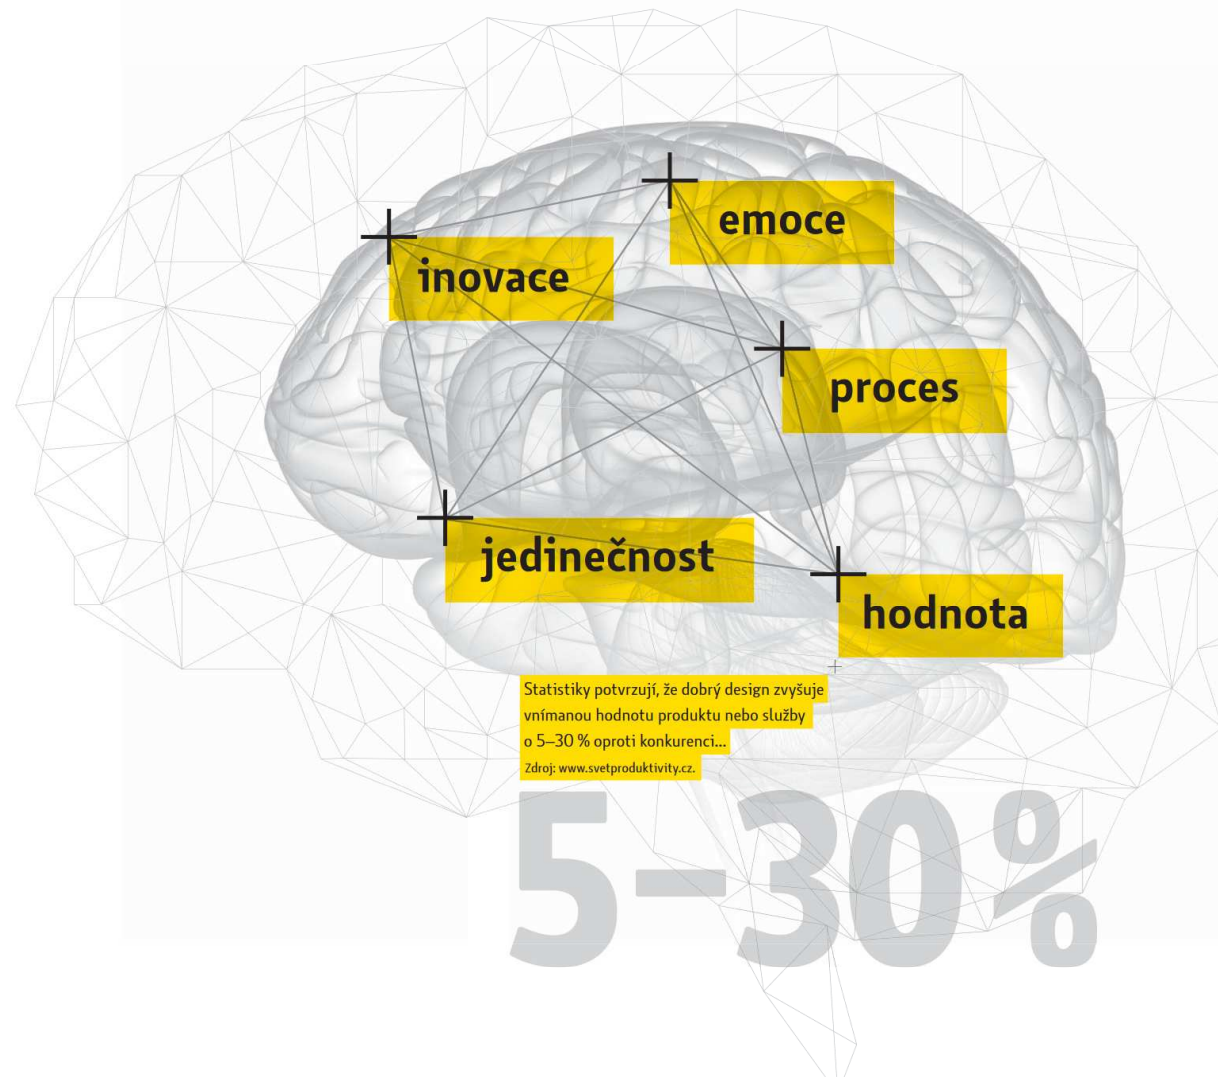 emoce
inovace
proces
jedinečnost
hodnota
Statistiky potvrzují, že dobrý design zvyšuje
vnímanou hodnotu produktu nebo služby
o 5–30 % oproti konkurenci...
Zdroj: www.svetproduktivity.cz.
5–30%